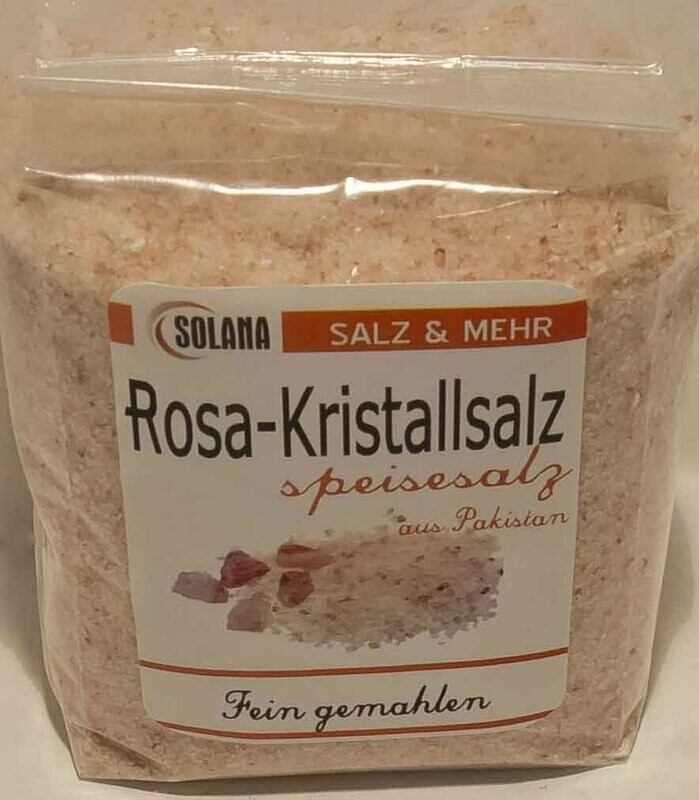 SOLANA SALZ & MEHR
Rosa-Kristallsalz
speisesalz
aus Pakistan
Fein gemahlen